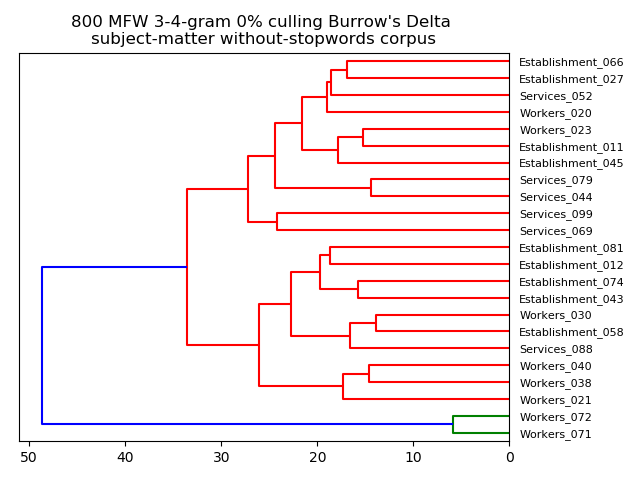 800 MFW 3-4-gram 0% culling Burrow's Delta
subject-matter without-stopwords corpus
Establishment_066
Establishment_027
Services_052
Workers_020
Workers_023
Establishment_011
Establishment_045
Services_079
Services_044
Services_099
Services_069
Establishment_081
Establishment_012
Establishment_074
Establishment_043
Workers_030
Establishment_058
Services_088
Workers_040
Workers_038
Workers_021
Workers_072
Workers_071
50 40 30 20 10 0